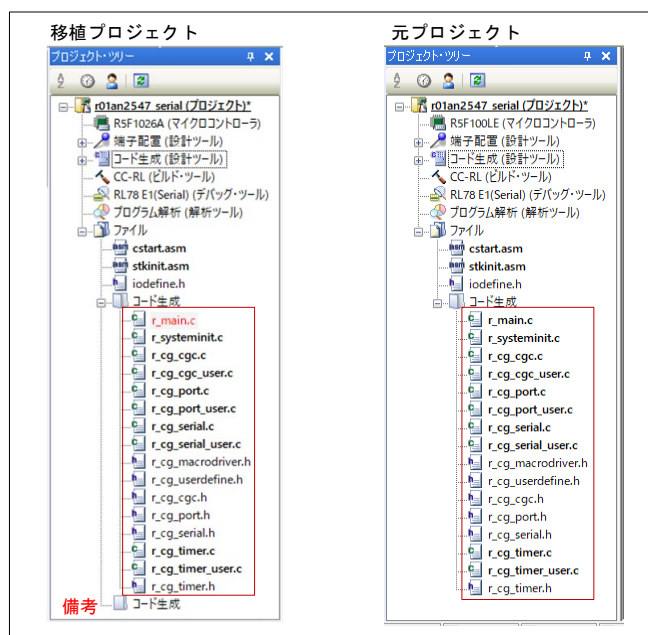 移植プロジェクト
プロジェクト・ツリー
r01an2547_serial (プロジェクト)*
R5F1026A (マイクロコントローラ)
端子配置 (設計ツール)
コード生成 (設計ツール)
CC-RL (ビルド・ツール)
RL78 E1(Serial) (デバッグ・ツール)
プログラム解析 (解析ツール)
ファイル
cstart.asm
stkinit.asm
iodefine.h
コード生成
r_main.c
r_systeminit.c
r_cg_cgc.c
r_cg_cgc_user.c
r_cg_port.c
r_cg_port_user.c
r_cg_serial.c
r_cg_serial_user.c
r_cg_macrodriver.h
r_cg_userdefine.h
r_cg_cgc.h
r_cg_port.h
r_cg_serial.h
r_cg_timer.c
r_cg_timer_user.c
r_cg_timer.h
備考 コード生成
元プロジェクト
プロジェクト・ツリー
r01an2547_serial (プロジェクト)*
R5F100LE (マイクロコントローラ)
端子配置 (設計ツール)
コード生成 (設計ツール)
CC-RL (ビルド・ツール)
RL78 E1(Serial) (デバッグ・ツール)
プログラム解析 (解析ツール)
ファイル
cstart.asm
stkinit.asm
iodefine.h
コード生成
r_main.c
r_systeminit.c
r_cg_cgc.c
r_cg_cgc_user.c
r_cg_port.c
r_cg_port_user.c
r_cg_serial.c
r_cg_serial_user.c
r_cg_macrodriver.h
r_cg_userdefine.h
r_cg_cgc.h
r_cg_port.h
r_cg_serial.h
r_cg_timer.c
r_cg_timer_user.c
r_cg_timer.h